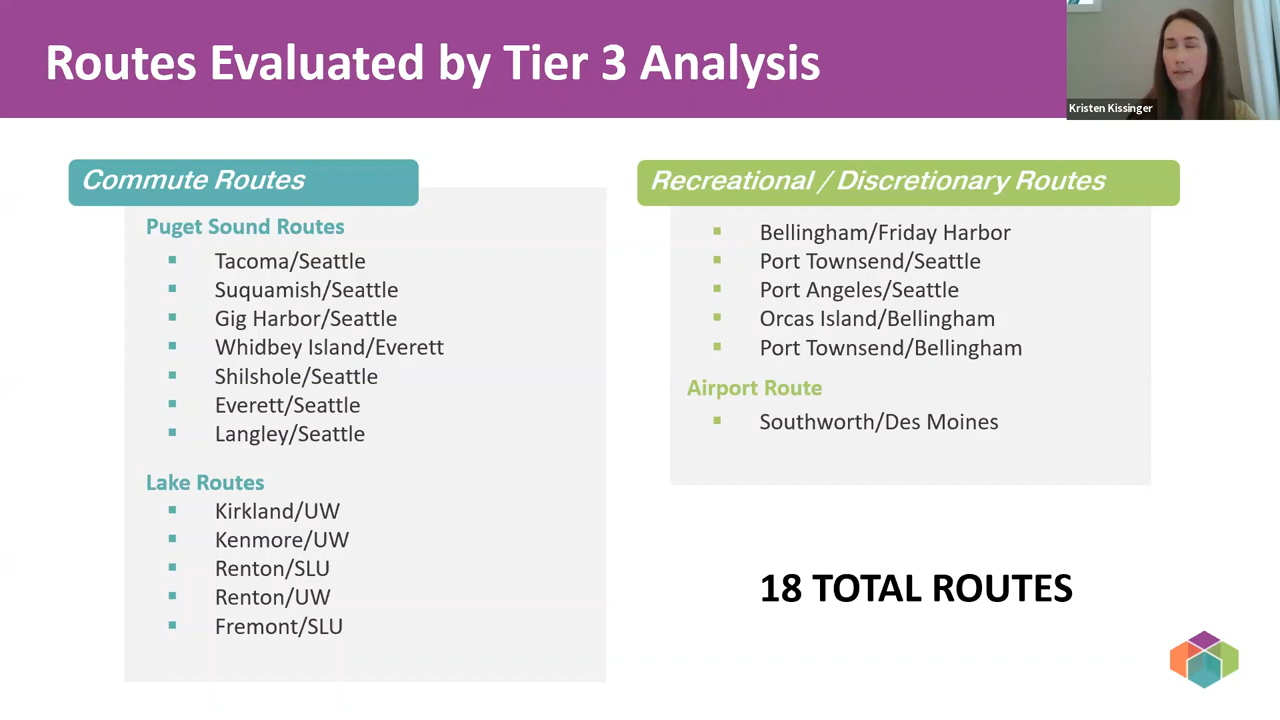 Routes Evaluated by Tier 3 Analysis
Kristen Kissinger
Commute Routes
Puget Sound Routes
Tacoma/Seattle
Suquamish/Seattle
Gig Harbor/Seattle
Whidbey Island/Everett
Shilshole/Seattle
Everett/Seattle
Langley/Seattle
Lake Routes
Kirkland/UW
Kenmore/UW
Renton/SLU
Renton/UW
Fremont/SLU
Recreational / Discretionary Routes
Bellingham/Friday Harbor
Port Townsend/Seattle
Port Angeles/Seattle
Orcas Island/Bellingham
Port Townsend/Bellingham
Airport Route
Southworth/Des Moines
18 TOTAL ROUTES